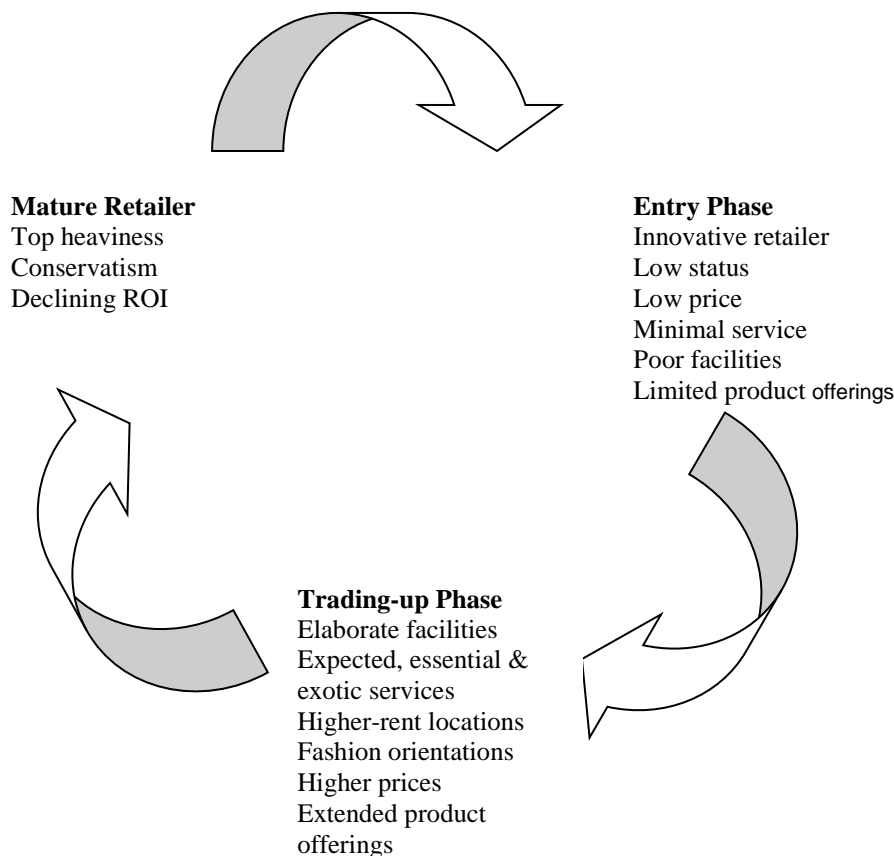 Mature Retailer
Top heaviness
Conservatism
Declining ROI
Entry Phase
Innovative retailer
Low status
Low price
Minimal service
Poor facilities
Limited product offerings
Trading-up Phase
Elaborate facilities
Expected, essential &
exotic services
Higher-rent locations
Fashion orientations
Higher prices
Extended product
offerings